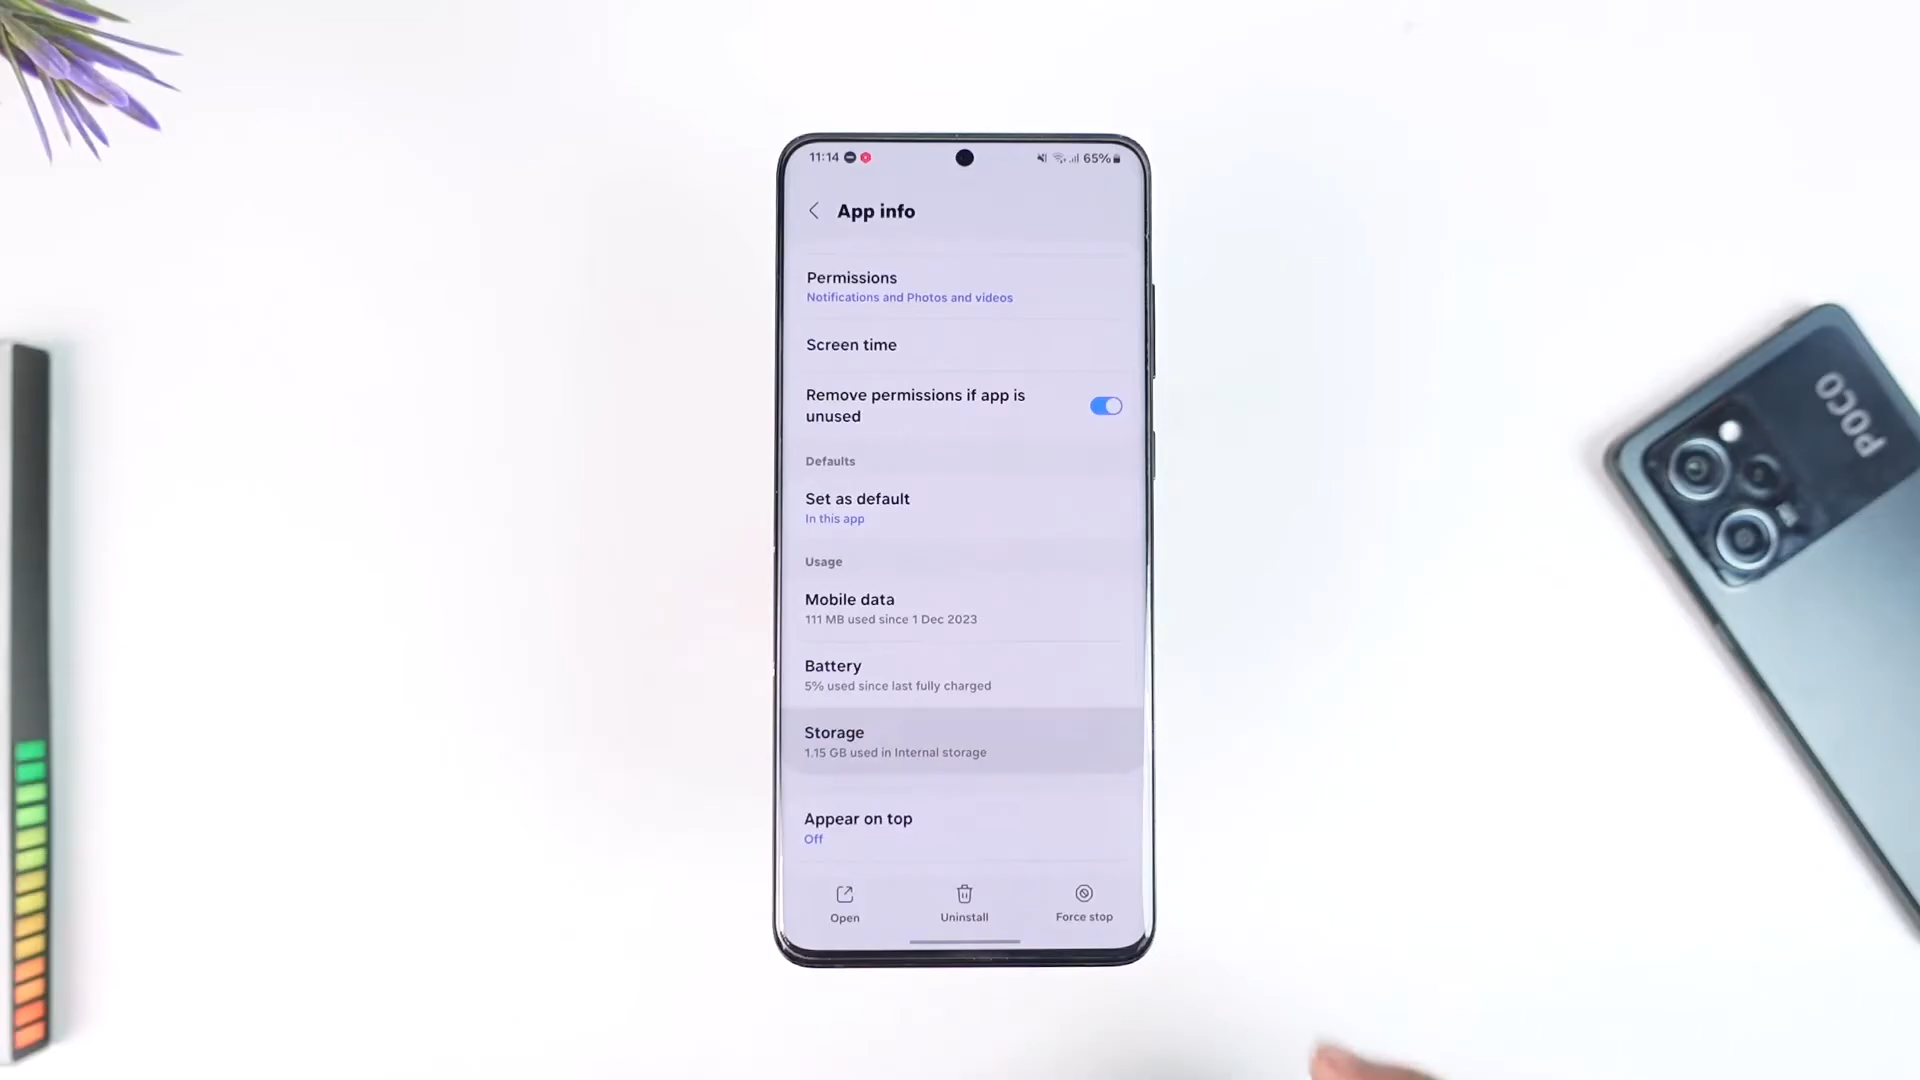 11:14
65%
App info
Permissions
Notifications and Photos and videos
Screen time
Remove permissions if app is
unused
Defaults
Set as default
In this app
Usage
Mobile data
111 MB used since 1 Dec 2023
Battery
5% used since last fully charged
Storage
1.15 GB used in Internal storage
Appear on top
Off
Open
Uninstall
Force stop
POCO